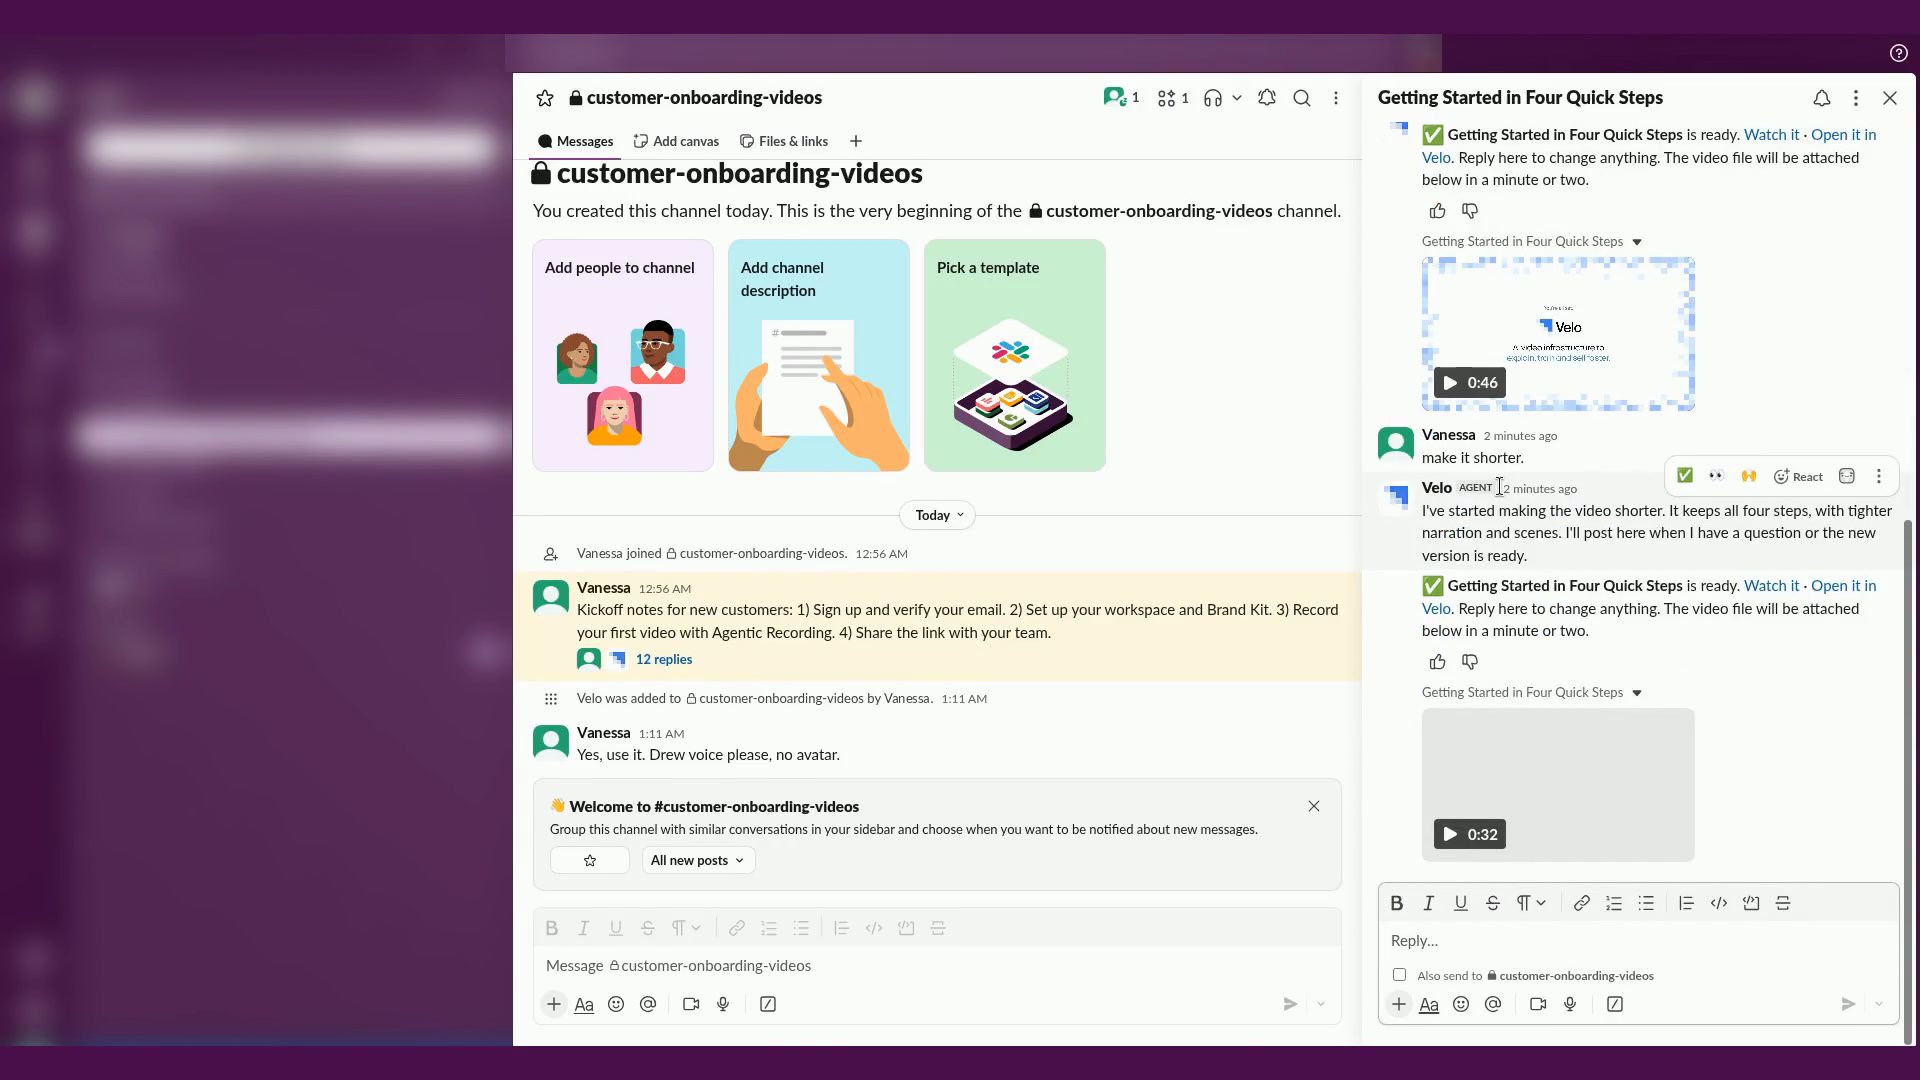 customer-onboarding-videos
1
1
Messages
Add canvas
Files & links
customer-onboarding-videos
You created this channel today. This is the very beginning of the customer-onboarding-videos channel.
Add people to channel
Add channel
description
Pick a template
Today
Vanessa joined customer-onboarding-videos. 12:56 AM
Vanessa 12:56 AM
Kickoff notes for new customers: 1) Sign up and verify your email. 2) Set up your workspace and Brand Kit. 3) Record
your first video with Agentic Recording. 4) Share the link with your team.
12 replies
Velo was added to customer-onboarding-videos by Vanessa. 1:11 AM
Vanessa 1:11 AM
Yes, use it. Drew voice please, no avatar.
👋 Welcome to #customer-onboarding-videos
Group this channel with similar conversations in your sidebar and choose when you want to be notified about new messages.
All new posts
Message customer-onboarding-videos
Getting Started in Four Quick Steps
✅ Getting Started in Four Quick Steps is ready. Watch it · Open it in
Velo. Reply here to change anything. The video file will be attached
below in a minute or two.
Getting Started in Four Quick Steps
You're all set.
Velo
A video infrastructure to
explain, train and sell faster.
0:46
Vanessa 2 minutes ago
make it shorter.
React
Velo AGENT 2 minutes ago
I've started making the video shorter. It keeps all four steps, with tighter
narration and scenes. I'll post here when I have a question or the new
version is ready.
✅ Getting Started in Four Quick Steps is ready. Watch it · Open it in
Velo. Reply here to change anything. The video file will be attached
below in a minute or two.
Getting Started in Four Quick Steps
0:32
Reply...
Also send to customer-onboarding-videos